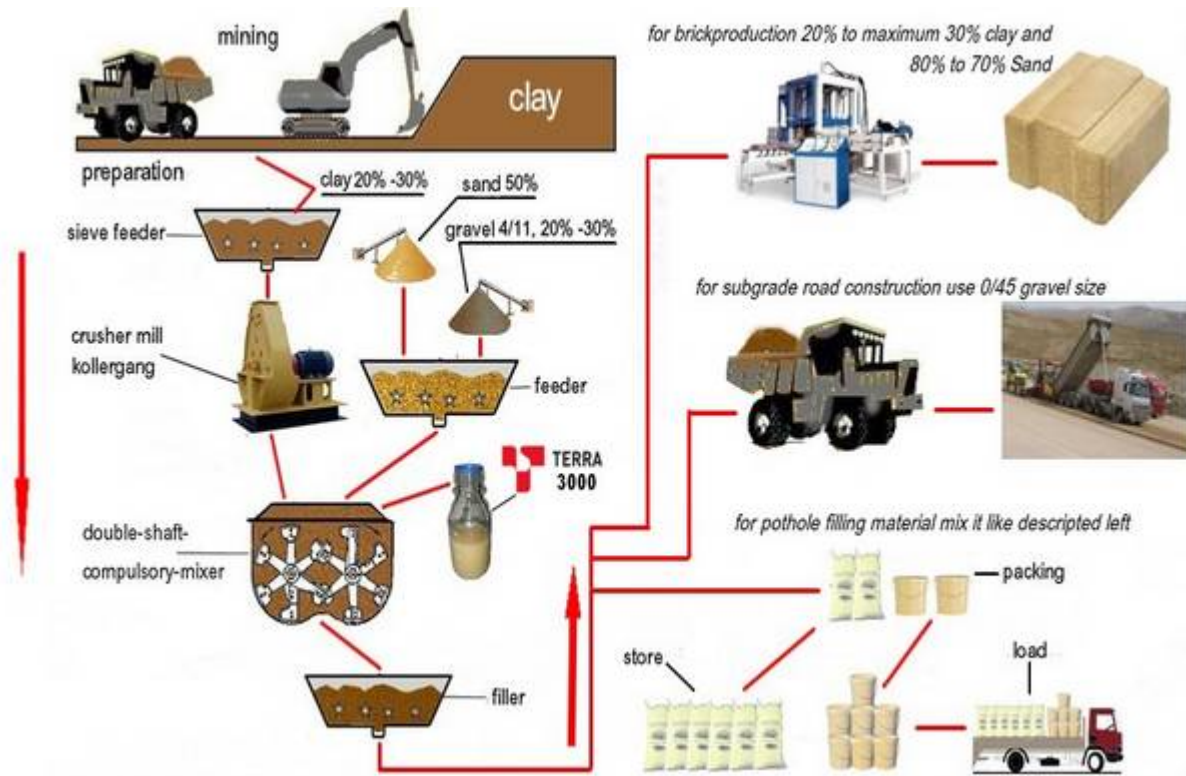 mining
clay
preparation
clay 20% -30%
sand 50%
sieve feeder
gravel 4/11, 20% -30%
crusher mill
kollergang
feeder
TERRA
3000
double-shaft-
compulsory-mixer
filler
for brickproduction 20% to maximum 30% clay and
80% to 70% Sand
for subgrade road construction use 0/45 gravel size
for pothole filling material mix it like descripted left
packing
store
load